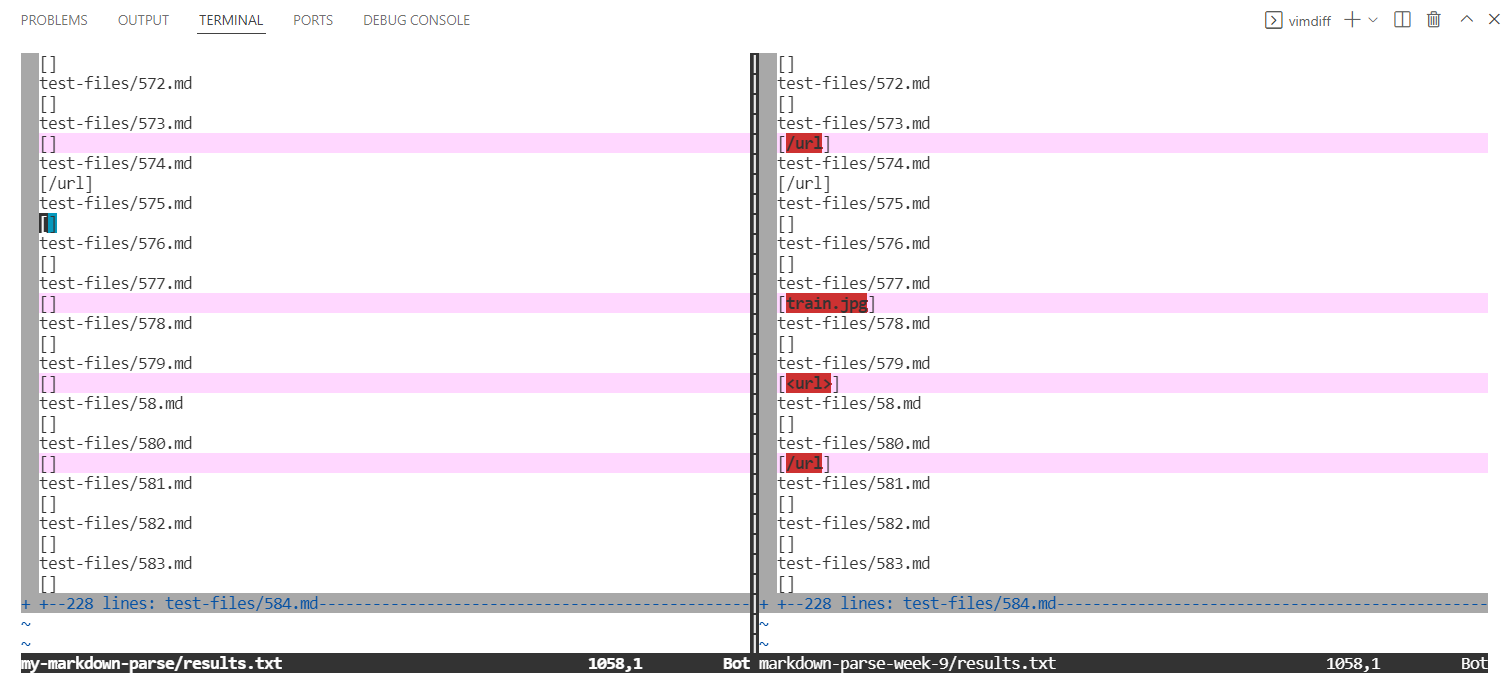 PROBLEMS OUTPUT TERMINAL PORTS DEBUG CONSOLE vimdiff
[] []
test-files/572.md test-files/572.md
[] []
test-files/573.md test-files/573.md
[] [/url]
test-files/574.md test-files/574.md
[/url] [/url]
test-files/575.md test-files/575.md
[] []
test-files/576.md test-files/576.md
[] []
test-files/577.md test-files/577.md
[] [train.jpg]
test-files/578.md test-files/578.md
[] []
test-files/579.md test-files/579.md
[] [<url>]
test-files/58.md test-files/58.md
[] []
test-files/580.md test-files/580.md
[] [/url]
test-files/581.md test-files/581.md
[] []
test-files/582.md test-files/582.md
[] []
test-files/583.md test-files/583.md
[] []
+ +--228 lines: test-files/584.md------------------------------------------------ + +--228 lines: test-files/584.md------------------------------------------------
~ ~
~ ~
my-markdown-parse/results.txt 1058,1 Bot markdown-parse-week-9/results.txt 1058,1 Bot